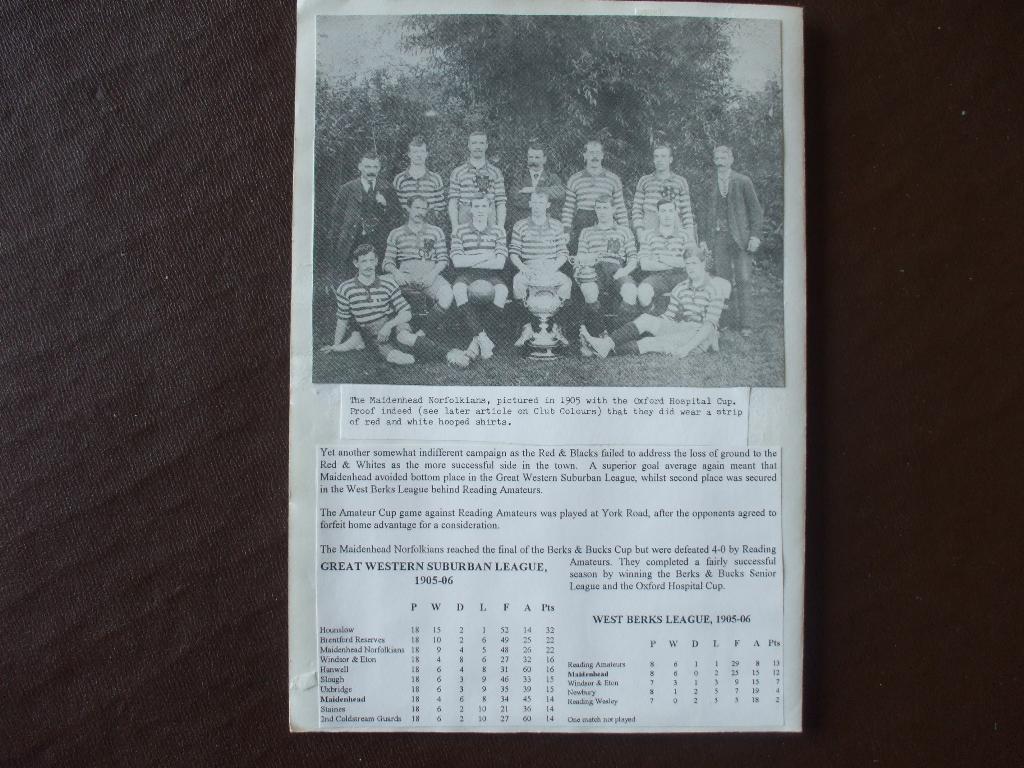 The Maidenhead Norfolkians, pictured in 1905 with the Oxford Hospital Cup.
Proof indeed (see later article on Club Colours) that they did wear a strip
of red and white hooped shirts.
Yet another somewhat indifferent campaign as the Red & Blacks failed to address the loss of ground to the
Red & Whites as the more successful side in the town. A superior goal average again meant that
Maidenhead avoided bottom place in the Great Western Suburban League, whilst second place was secured
in the West Berks League behind Reading Amateurs.
The Amateur Cup game against Reading Amateurs was played at York Road, after the opponents agreed to
forfeit home advantage for a consideration.
The Maidenhead Norfolkians reached the final of the Berks & Bucks Cup but were defeated 4-0 by Reading
Amateurs. They completed a fairly successful
season by winning the Berks & Bucks Senior
League and the Oxford Hospital Cup.
GREAT WESTERN SUBURBAN LEAGUE,
1905-06
P W D L F A Pts
Hounslow 18 15 2 1 52 14 32
Brentford Reserves 18 10 2 6 49 25 22
Maidenhead Norfolkians 18 9 4 5 48 26 22
Windsor & Eton 18 4 8 6 27 32 16
Hanwell 18 6 4 8 31 60 16
Slough 18 6 3 9 46 33 15
Uxbridge 18 6 3 9 35 39 15
Maidenhead 18 4 6 8 34 45 14
Staines 18 6 2 10 21 36 14
2nd Coldstream Guards 18 6 2 10 27 60 14
WEST BERKS LEAGUE, 1905-06
P W D L F A Pts
Reading Amateurs 8 6 1 1 29 8 13
Maidenhead 8 6 0 2 25 15 12
Windsor & Eton 7 3 1 3 9 15 7
Newbury 8 1 2 5 7 19 4
Reading Wesley 7 0 2 5 5 18 2
One match not played